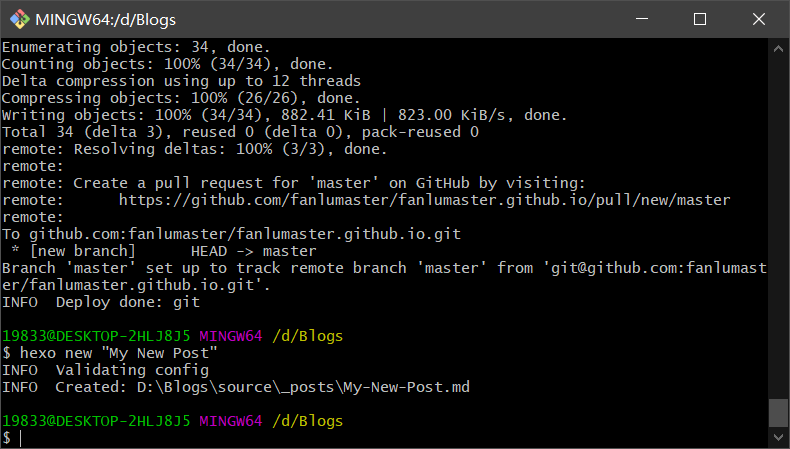 MINGW64:/d/Blogs
Enumerating objects: 34, done.
Counting objects: 100% (34/34), done.
Delta compression using up to 12 threads
Compressing objects: 100% (26/26), done.
Writing objects: 100% (34/34), 882.41 KiB | 823.00 KiB/s, done.
Total 34 (delta 3), reused 0 (delta 0), pack-reused 0
remote: Resolving deltas: 100% (3/3), done.
remote:
remote: Create a pull request for 'master' on GitHub by visiting:
remote:      https://github.com/fanlumaster/fanlumaster.github.io/pull/new/master
remote:
To github.com:fanlumaster/fanlumaster.github.io.git
 * [new branch]      HEAD -> master
Branch 'master' set up to track remote branch 'master' from 'git@github.com:fanlumast
er/fanlumaster.github.io.git'.
INFO  Deploy done: git
19833@DESKTOP-2HLJ8J5 MINGW64 /d/Blogs
$ hexo new "My New Post"
INFO  Validating config
INFO  Created: D:\Blogs\source\_posts\My-New-Post.md
19833@DESKTOP-2HLJ8J5 MINGW64 /d/Blogs
$